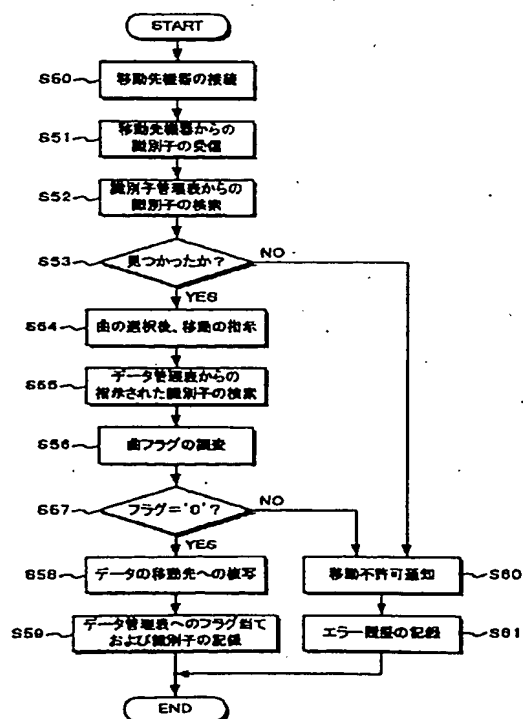 START
S50
移動先機器の接続
S51
移動先機器からの
識別子の受信
S52
識別子管理表からの
識別子の検索
S53
見つかったか?
NO
YES
S54
曲の選択後、移動の指示
S55
データ管理表からの
指示された識別子の検索
S56
曲フラグの調査
S57
フラグ='0'?
NO
YES
S58
データの移動先への複写
移動不許可通知
S60
S59
データ管理表へのフラグ当て
および識別子の記録
エラー履歴の記録
S61
END